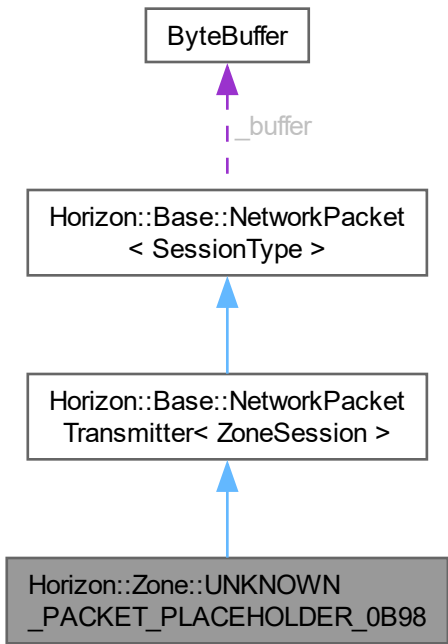 ByteBuffer
_buffer
Horizon::Base::NetworkPacket
< SessionType >
Horizon::Base::NetworkPacket
Transmitter< ZoneSession >
Horizon::Zone::UNKNOWN
_PACKET_PLACEHOLDER_0B98